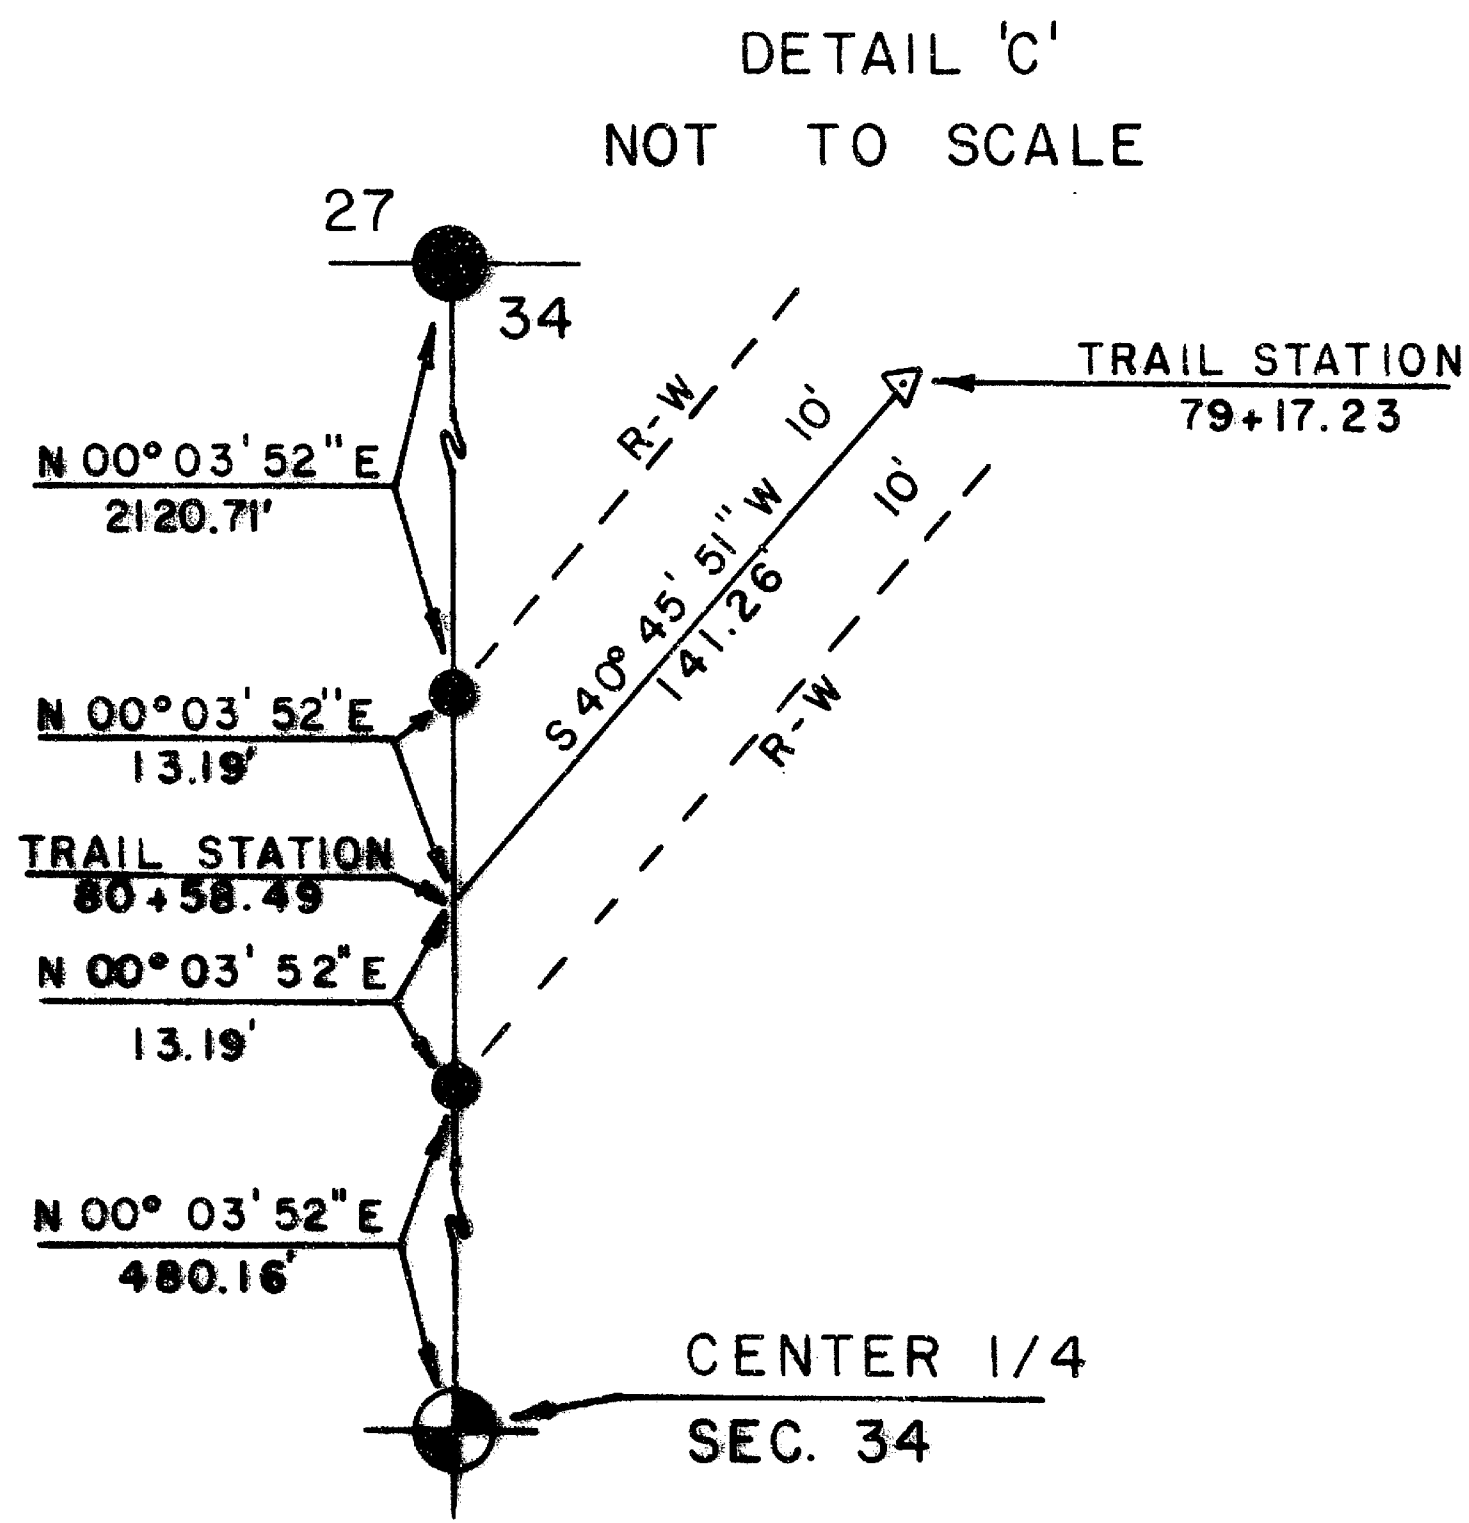 DETAIL 'C'
NOT TO SCALE
27
34
TRAIL STATION
79+17.23
R-W
10'
10'
N 00° 03' 52" E
2120.71'
S 40° 45' 51" W
141.26'
R-W
N 00° 03' 52" E
13.19'
TRAIL STATION
80+58.49
N 00° 03' 52" E
13.19'
N 00° 03' 52" E
480.16'
CENTER 1/4
SEC. 34